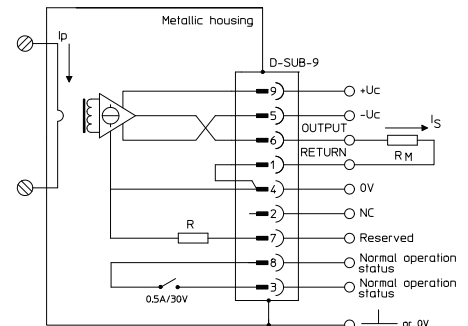 Metallic housing
Ip
D-SUB-9
9 +Uc
5 -Uc
OUTPUT
IS
6
RETURN
RM
1
4 0V
2 NC
R
7 Reserved
8 Normal operation
status
3 Normal operation
status
0.5A/30V
or 0V